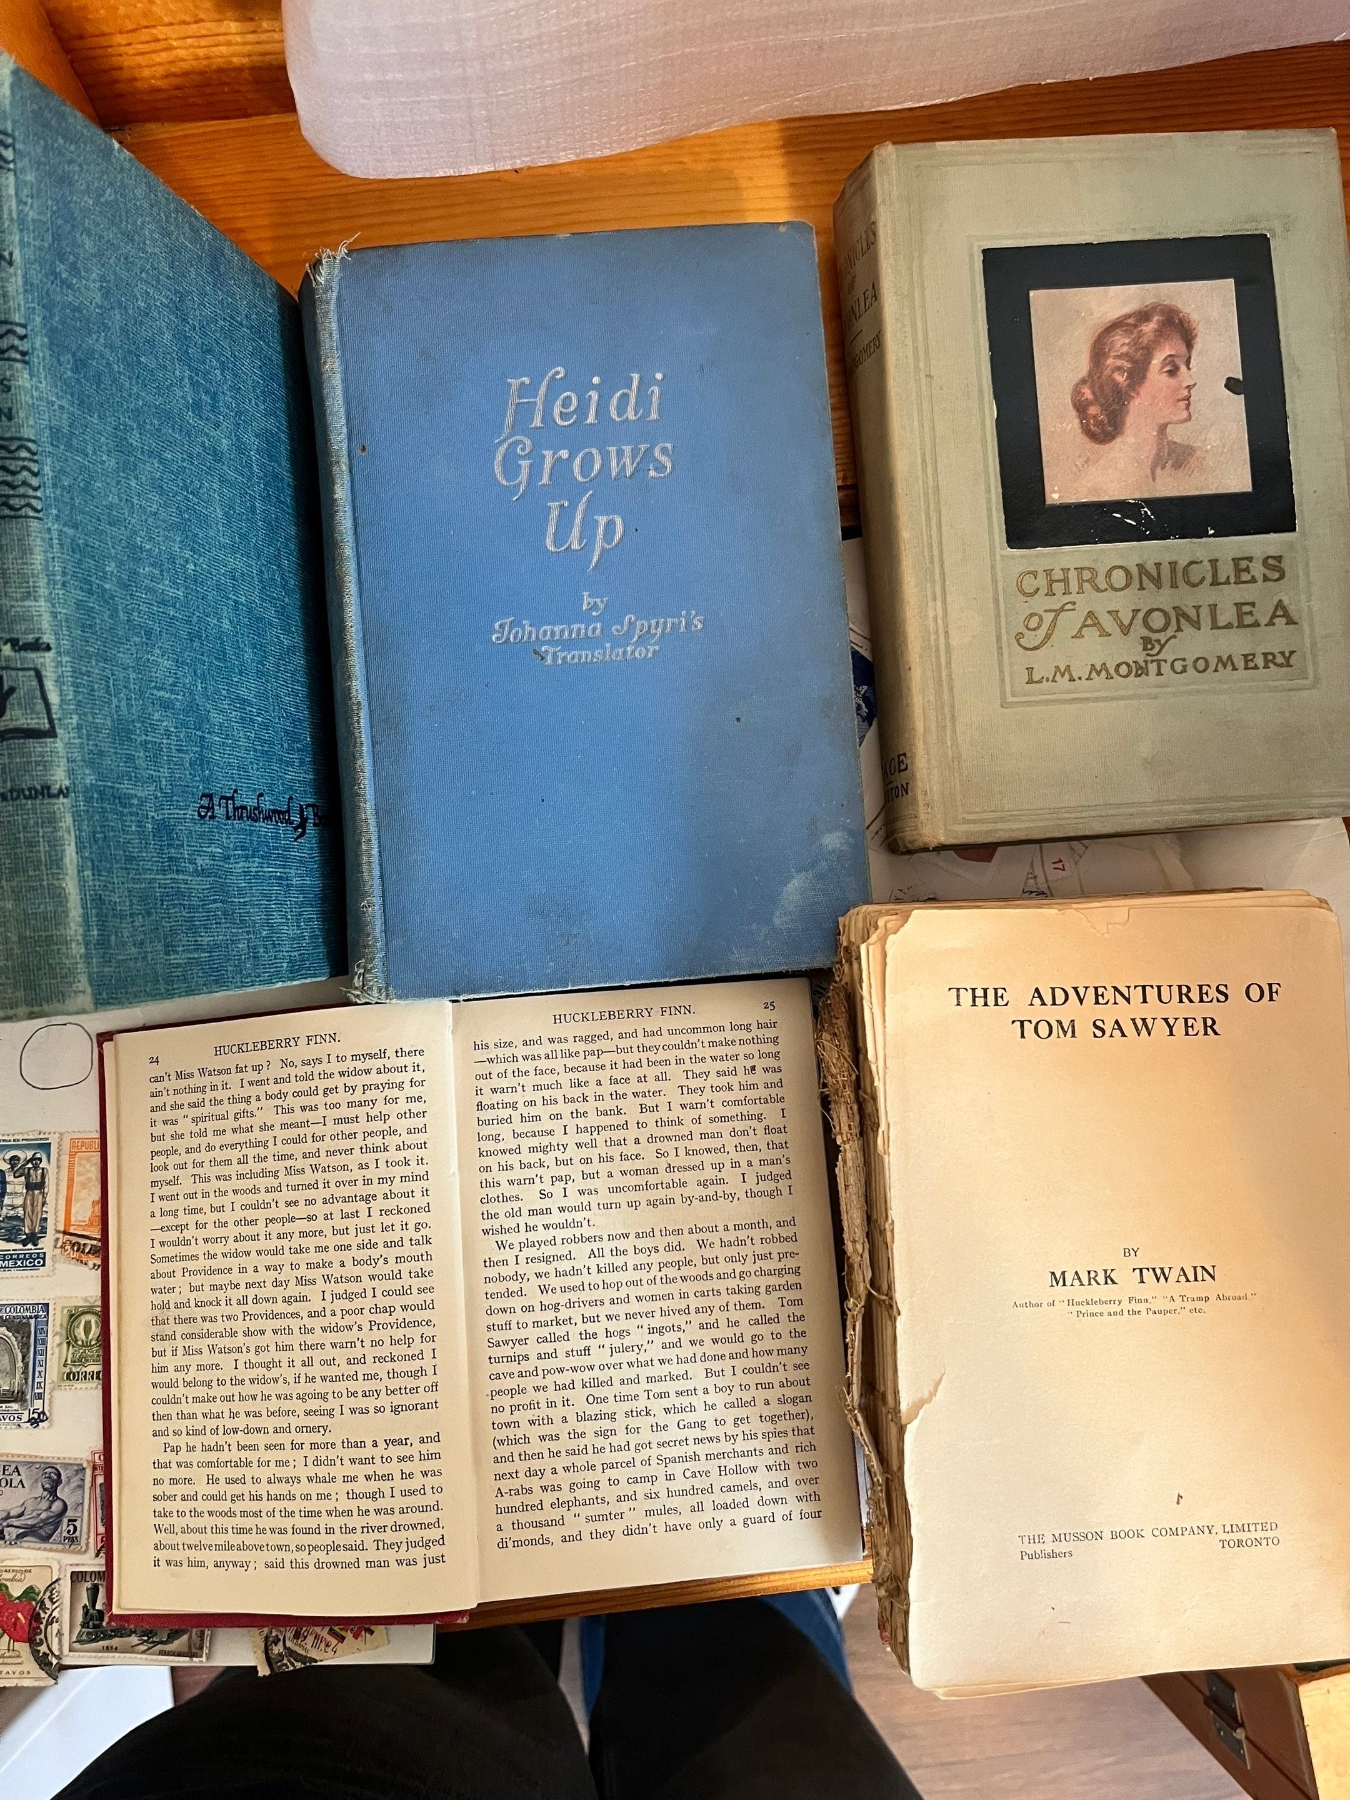 Heidi
Grows
Up
by
Johanna Spyri's
Translator
CHRONICLES
of AVONLEA
By
L.M. MONTGOMERY
A Thrushwood
Books
24
HUCKLEBERRY FINN.
can't Miss Watson fat up? No, says I to myself, there
ain't nothing in it. I went and told the widow about it,
and she said the thing a body could get by praying for
it was "spiritual gifts." This was too many for me,
but she told me what she meant—I must help other
people, and do everything I could for other people, and
look out for them all the time, and never think about
myself. This was including Miss Watson, as I took it.
I went out in the woods and turned it over in my mind
a long time, but I couldn't see no advantage about it
—except for the other people—so at last I reckoned
I wouldn't worry about it any more, but just let it go.
Sometimes the widow would take me one side and talk
about Providence in a way to make a body's mouth
water; but maybe next day Miss Watson would take
hold and knock it all down again. I judged I could see
that there was two Providences, and a poor chap would
stand considerable show with the widow's Providence,
but if Miss Watson's got him there warn't no help for
him any more. I thought it all out, and reckoned I
would belong to the widow's, if he wanted me, though I
couldn't make out how he was agoing to be any better off
then than what he was before, seeing I was so ignorant
and so kind of low-down and ornery.
Pap he hadn't been seen for more than a year, and
that was comfortable for me; I didn't want to see him
no more. He used to always whale me when he was
sober and could get his hands on me; though I used to
take to the woods most of the time when he was around.
Well, about this time he was found in the river drowned,
about twelve mile above town, so people said. They judged
it was him, anyway; said this drowned man was just
HUCKLEBERRY FINN.
25
his size, and was ragged, and had uncommon long hair
—which was all like pap—but they couldn't make nothing
out of the face, because it had been in the water so long
it warn't much like a face at all. They said he was
floating on his back in the water. They took him and
buried him on the bank. But I warn't comfortable
long, because I happened to think of something. I
knowed mighty well that a drowned man don't float
on his back, but on his face. So I knowed, then, that
this warn't pap, but a woman dressed up in a man's
clothes. So I was uncomfortable again. I judged
the old man would turn up again by-and-by, though I
wished he wouldn't.
We played robbers now and then about a month, and
then I resigned. All the boys did. We hadn't robbed
nobody, we hadn't killed any people, but only just pre-
tended. We used to hop out of the woods and go charging
down on hog-drivers and women in carts taking garden
stuff to market, but we never hived any of them. Tom
Sawyer called the hogs "ingots," and he called the
turnips and stuff "julery," and we would go to the
cave and pow-wow over what we had done and how many
people we had killed and marked. But I couldn't see
no profit in it. One time Tom sent a boy to run about
town with a blazing stick, which he called a slogan
(which was the sign for the Gang to get together),
and then he said he had got secret news by his spies that
next day a whole parcel of Spanish merchants and rich
A-rabs was going to camp in Cave Hollow with two
hundred elephants, and six hundred camels, and over
a thousand "sumter" mules, all loaded down with
di'monds, and they didn't have only a guard of four
THE ADVENTURES OF
TOM SAWYER
BY
MARK TWAIN
Author of "Huckleberry Finn," "A Tramp Abroad,"
"Prince and the Pauper," etc.
THE MUSSON BOOK COMPANY, LIMITED
Publishers TORONTO
CORREOS
MEXICO
COLOMBIA
5
1874
17